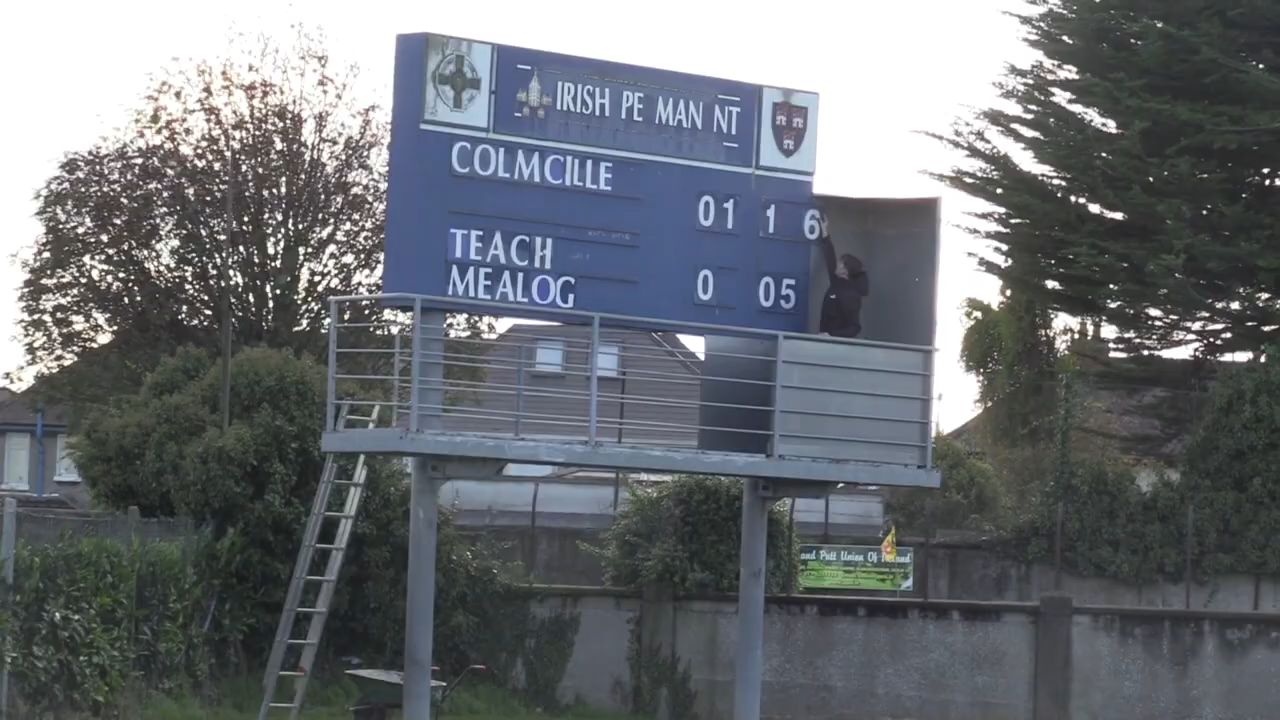 IRISH PE MAN NT
COLMCILLE
01 1 6
TEACH
MEALOG
0 05
and Putt Union Of Ireland